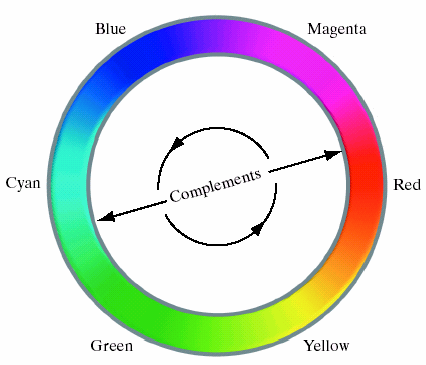 Blue
Magenta
Cyan
Complements
Red
Green
Yellow